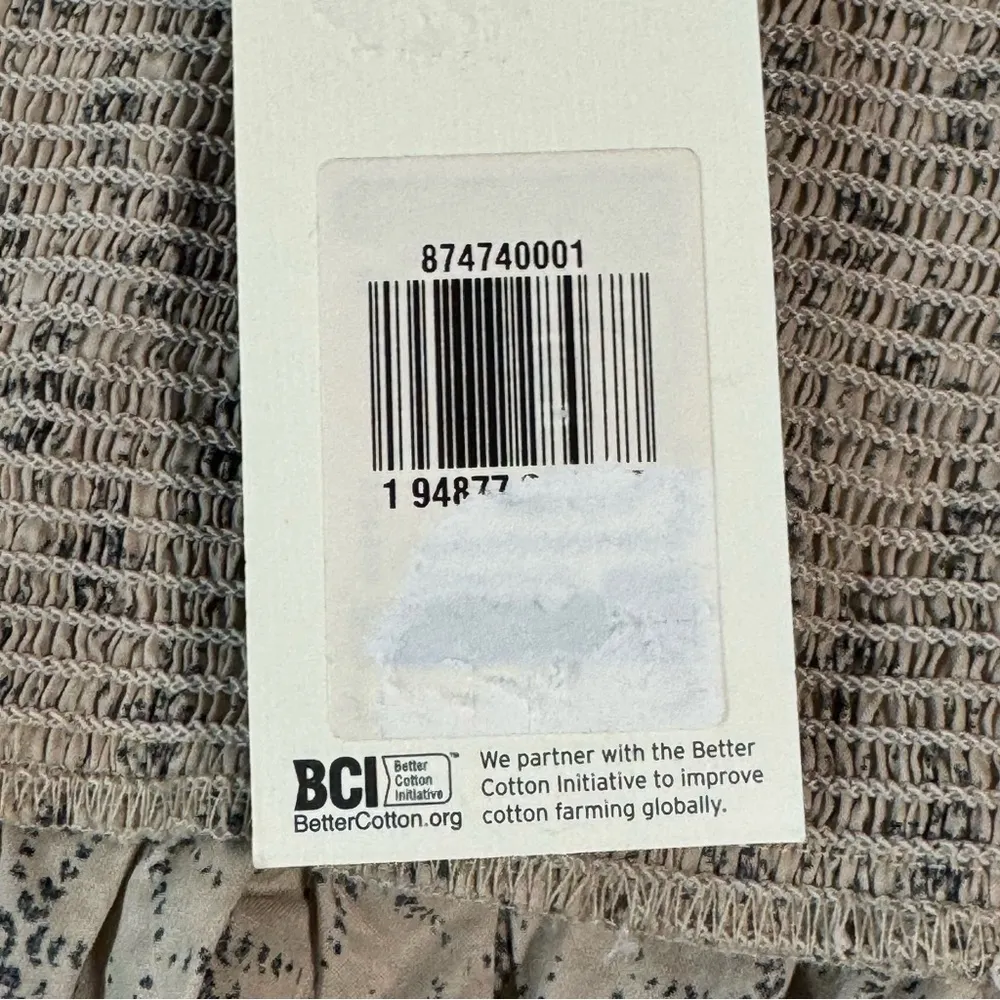 874740001
1 94877
BCI Better Cotton Initiative™
BetterCotton.org
We partner with the Better
Cotton Initiative to improve
cotton farming globally.